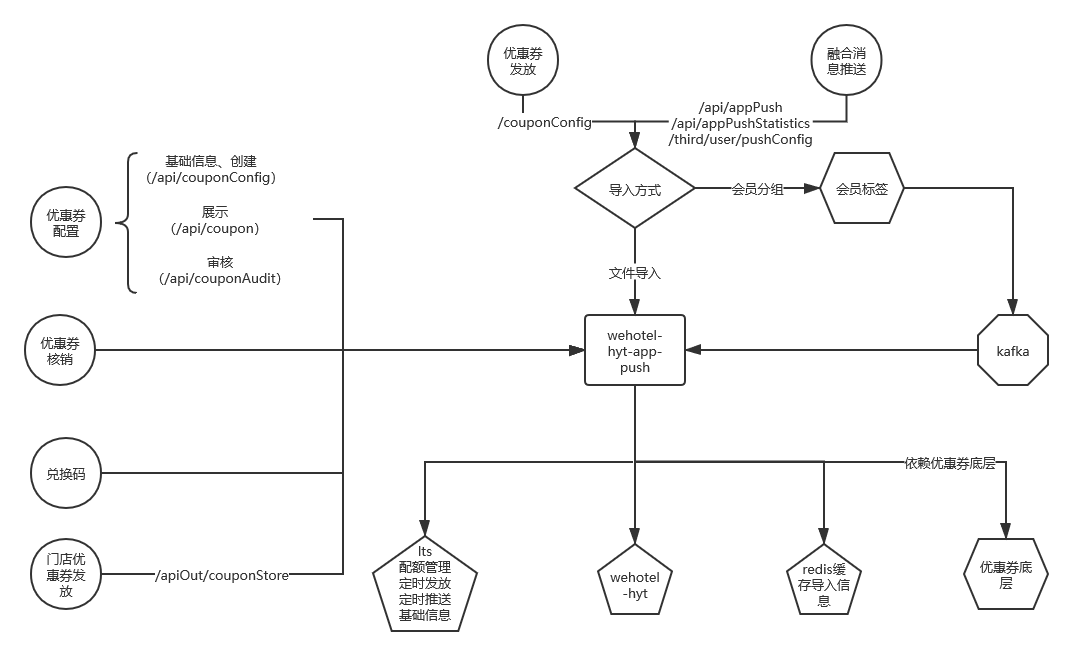 优惠券
发放
融合消
息推送
/couponConfig
/api/appPush
/api/appPushStatistics
/third/user/pushConfig
基础信息、创建
（/api/couponConfig）
展示
（/api/coupon）
审核
（/api/couponAudit）
优惠券
配置
导入方式
会员分组
会员标签
文件导入
优惠券
核销
wehotel-
hyt-app-
push
kafka
兑换码
依赖优惠券底层
门店优
惠券发
放
/apiOut/couponStore
lts
配额管理
定时发放
定时推送
基础信息
wehotel
-hyt
redis缓
存导入信
息
优惠券底
层